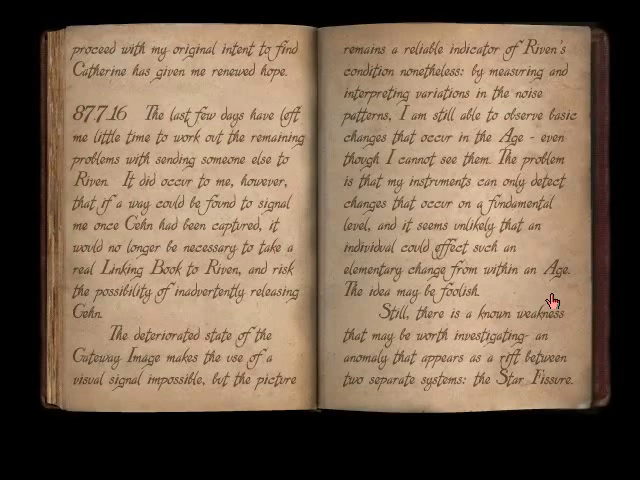 proceed with my original intent to find
Catherine has given me renewed hope.
87.7.16 The last few days have left
me little time to work out the remaining
problems with sending someone else to
Riven. It did occur to me, however,
that if a way could be found to signal
me once Gehn had been captured, it
would no longer be necessary to take a
real Linking Book to Riven, and risk
the possibility of inadvertently releasing
Gehn.
The deteriorated state of the
Gateway Image makes the use of a
visual signal impossible, but the picture
remains a reliable indicator of Riven's
condition nonetheless: by measuring and
interpreting variations in the noise
patterns, I am still able to observe basic
changes that occur in the Age - even
though I cannot see them. The problem
is that my instruments can only detect
changes that occur on a fundamental
level, and it seems unlikely that an
individual could effect such an
elementary change from within an Age.
The idea may be foolish.
Still, there is a known weakness
that may be worth investigating- an
anomaly that appears as a rift between
two separate systems: the Star Fissure.